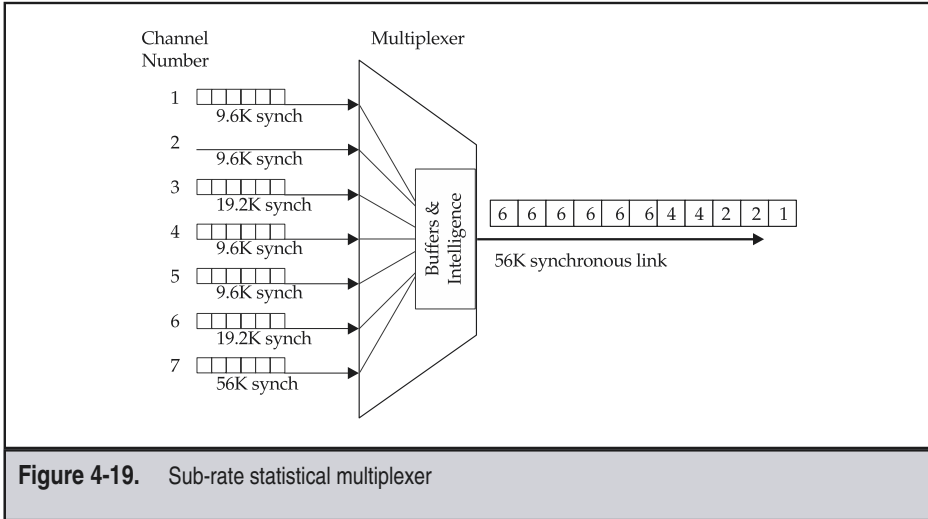 Channel
Number
Multiplexer
1
9.6K synch
2
9.6K synch
3
19.2K synch
4
9.6K synch
5
9.6K synch
6
19.2K synch
7
56K synch
Buffers &
Intelligence
6 6 6 6 6 6 4 4 2 2 1
56K synchronous link
Figure 4-19. Sub-rate statistical multiplexer